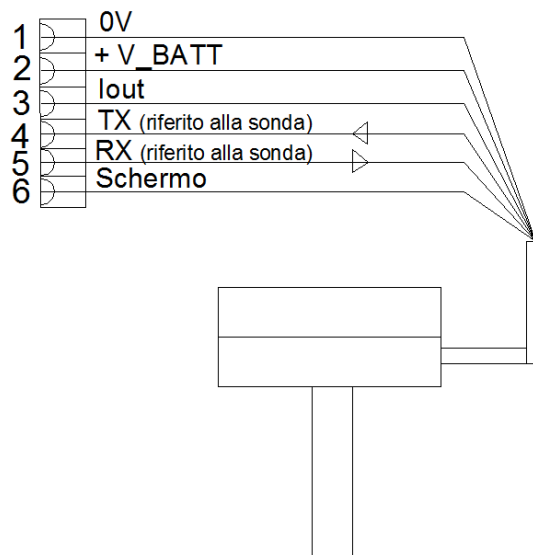 1 0V
2 + V_BATT
3 Iout
4 TX (riferito alla sonda)
5 RX (riferito alla sonda)
6 Schermo